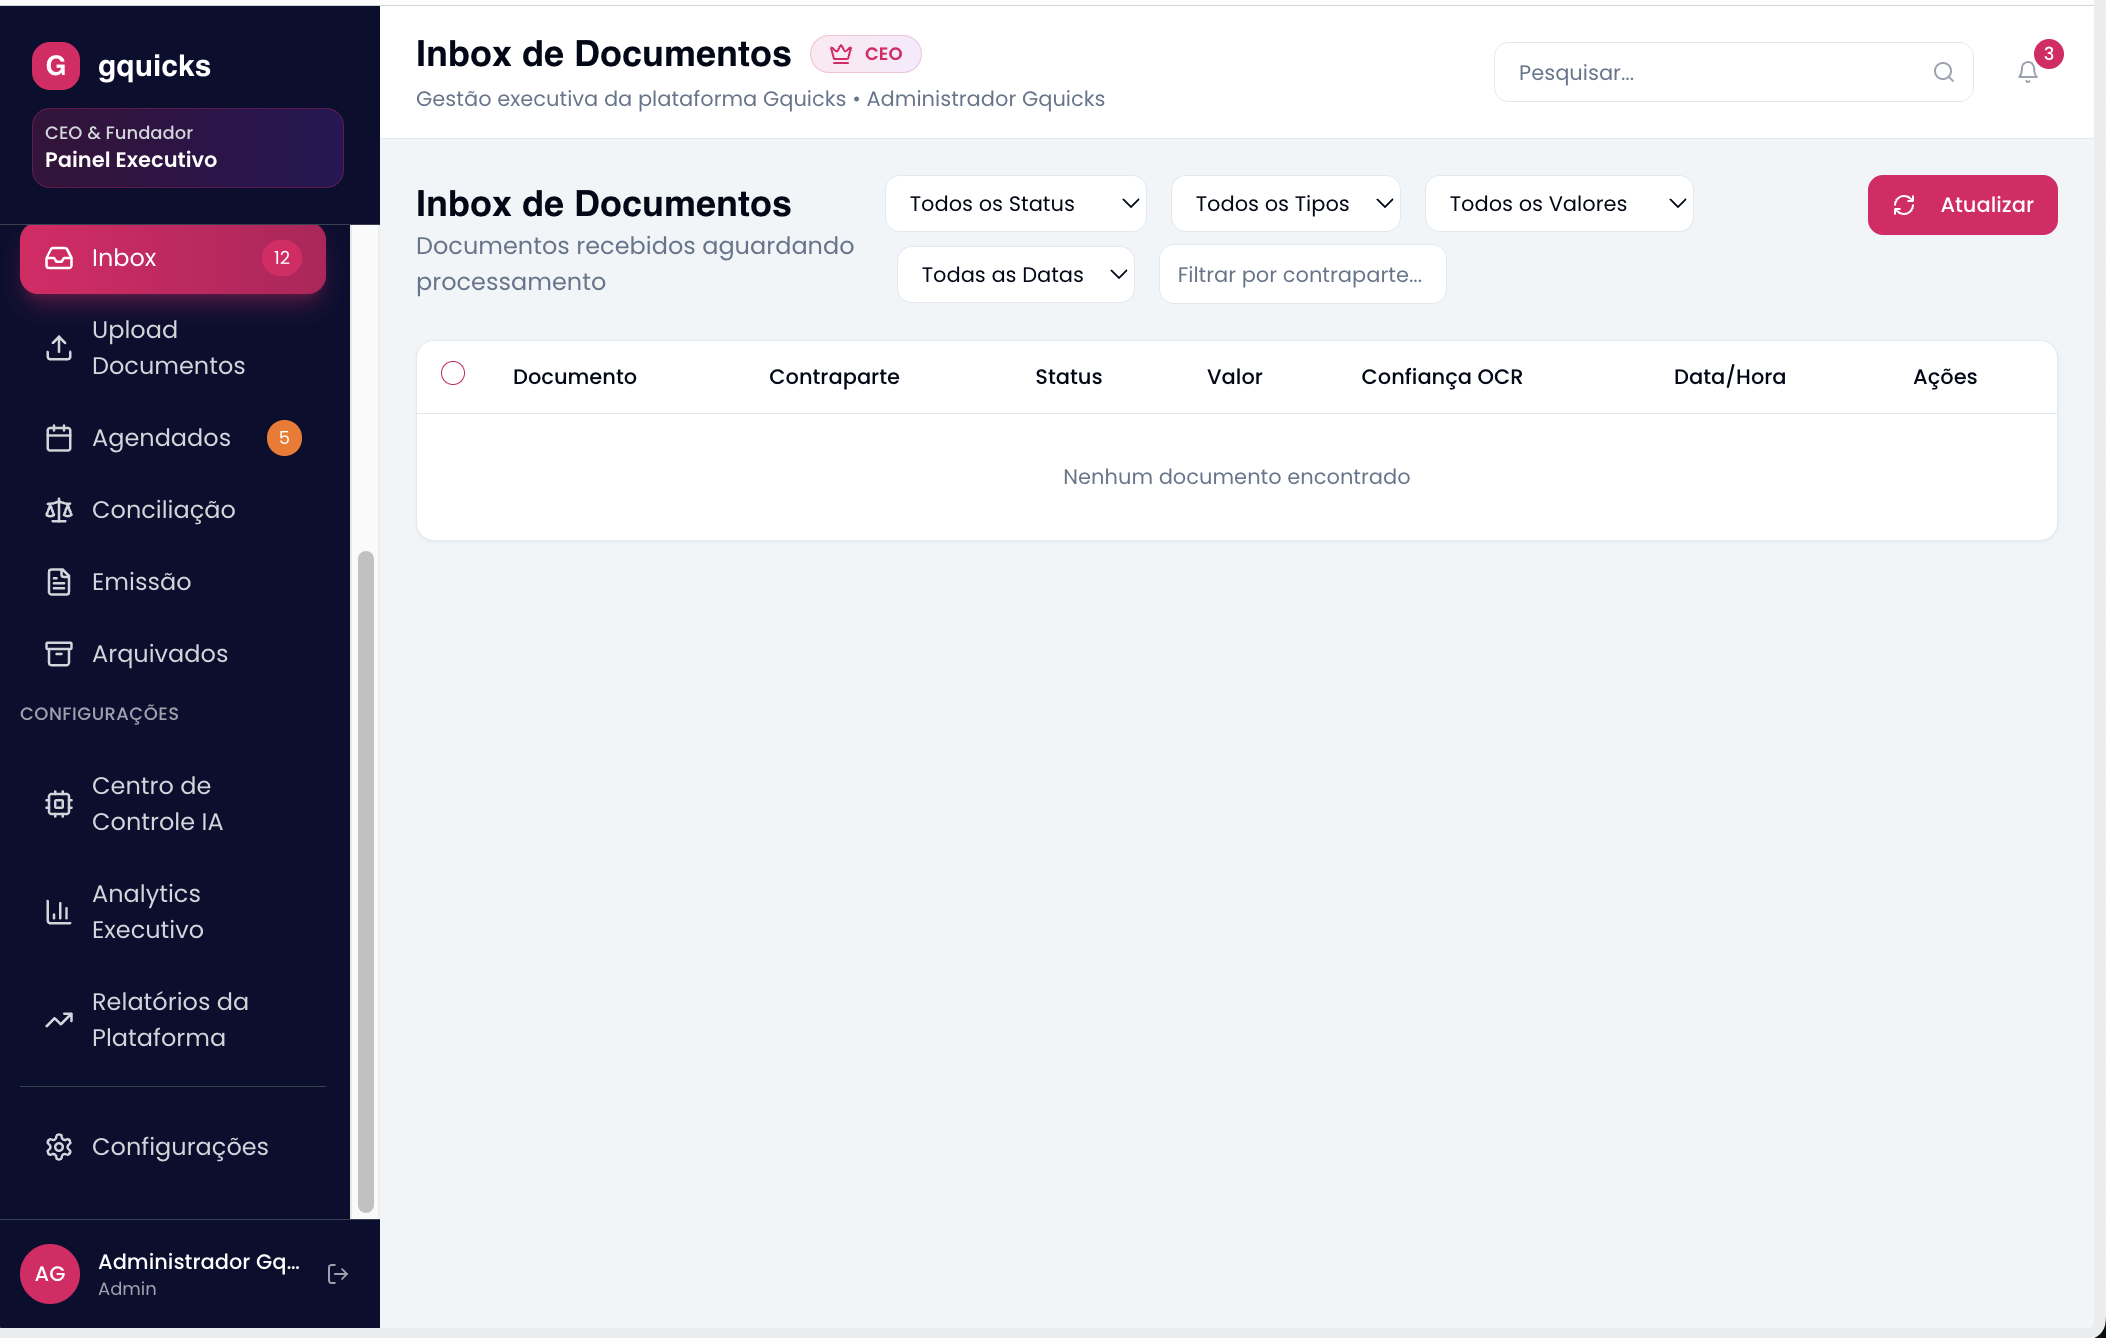 G gquicks
CEO & Fundador
Painel Executivo
Inbox 12
Upload
Documentos
Agendados 5
Conciliação
Emissão
Arquivados
CONFIGURAÇÕES
Centro de
Controle IA
Analytics
Executivo
Relatórios da
Plataforma
Configurações
AG Administrador Gq...
Admin
Inbox de Documentos CEO
Gestão executiva da plataforma Gquicks • Administrador Gquicks
Pesquisar...
3
Inbox de Documentos
Documentos recebidos aguardando
processamento
Todos os Status Todos os Tipos Todos os Valores
Todas as Datas Filtrar por contraparte...
Atualizar
Documento Contraparte Status Valor Confiança OCR Data/Hora Ações
Nenhum documento encontrado